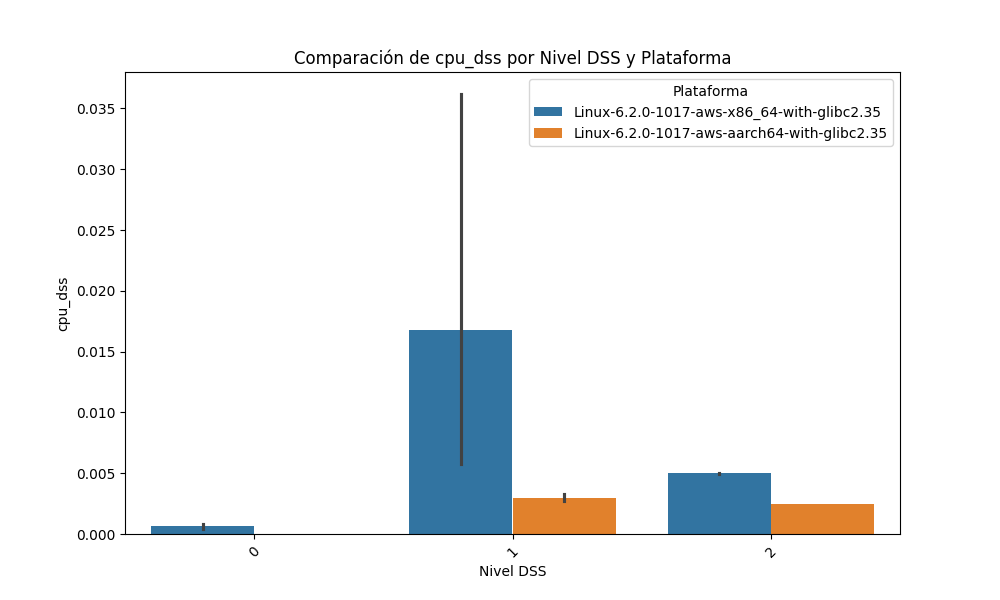 Comparación de cpu_dss por Nivel DSS y Plataforma
Plataforma
Linux-6.2.0-1017-aws-x86_64-with-glibc2.35
Linux-6.2.0-1017-aws-aarch64-with-glibc2.35
0.035
0.030
0.025
0.020
0.015
0.010
0.005
0.000
cpu_dss
0
1
2
Nivel DSS